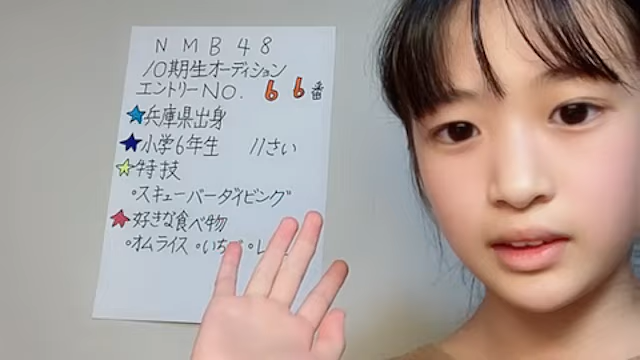 NMB48
10期生オーディション
エントリーNO. 66番
兵庫県出身
小学6年生 11さい
特技
・スキューバーダイビング
好きな食べ物
・オムライス ・いち